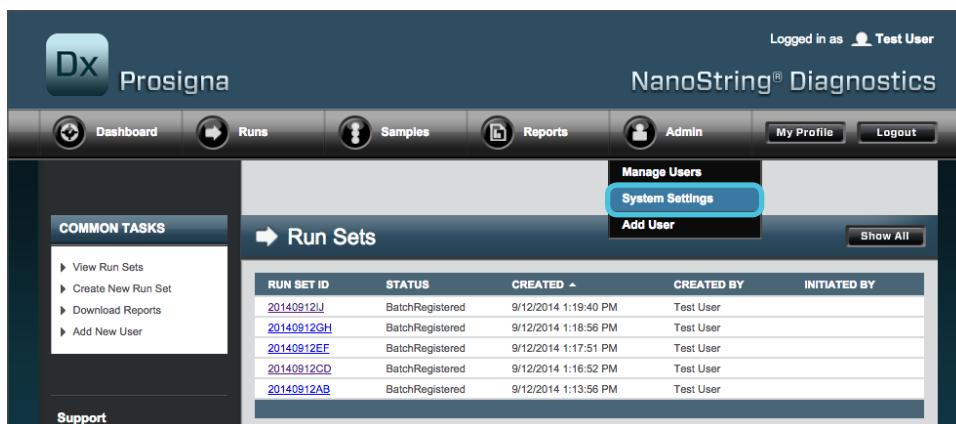 Logged in as Test User
Dx Prosigna
NanoString® Diagnostics
Dashboard Runs Samples Reports Admin My Profile Logout
Manage Users
System Settings
Add User
COMMON TASKS
View Run Sets
Create New Run Set
Download Reports
Add New User
Support
Run Sets Show All
RUN SET ID STATUS CREATED CREATED BY INITIATED BY
20140912IJ BatchRegistered 9/12/2014 1:19:40 PM Test User
20140912GH BatchRegistered 9/12/2014 1:18:56 PM Test User
20140912EF BatchRegistered 9/12/2014 1:17:51 PM Test User
20140912CD BatchRegistered 9/12/2014 1:16:52 PM Test User
20140912AB BatchRegistered 9/12/2014 1:13:56 PM Test User